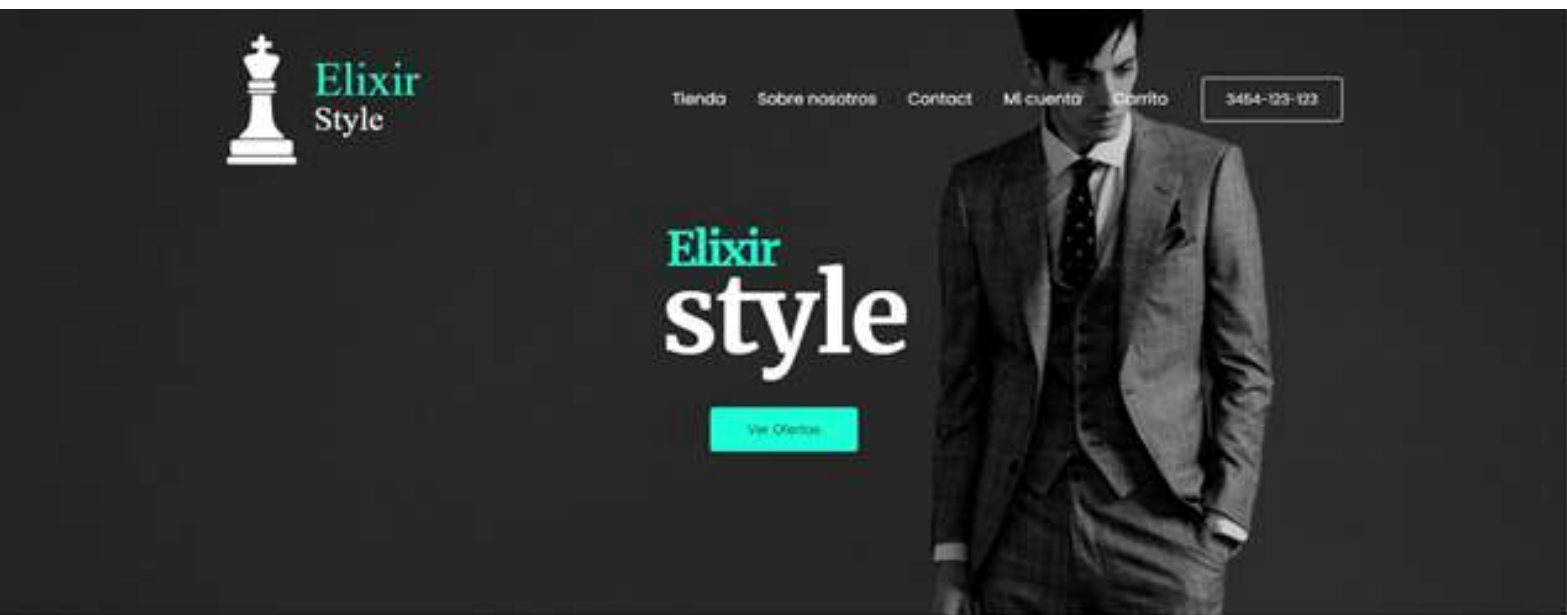 Elixir
Style
Tienda Sobre nosotros Contact Mi cuenta Carrito 3454-123-123
Elixir
style
Ver Ofertas